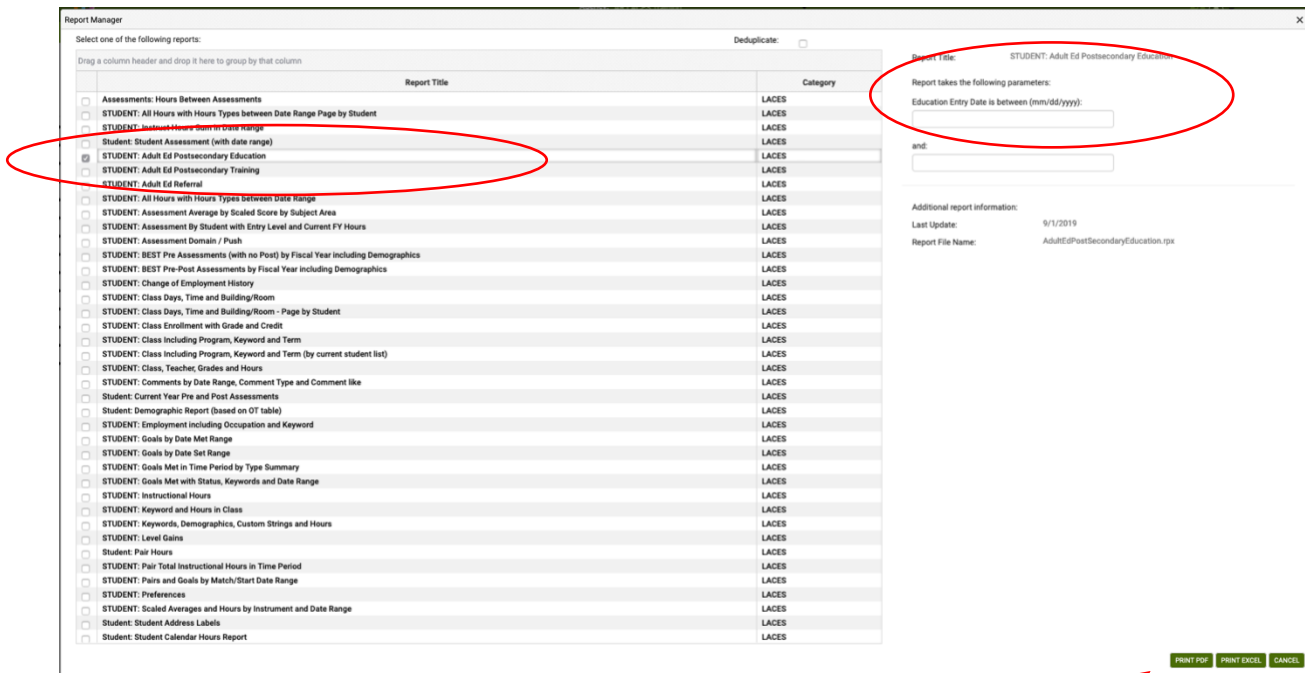 Report Manager
×
Select one of the following reports:
Deduplicate:
Drag a column header and drop it here to group by that column
Report Title Category
Assessments: Hours Between Assessments LACES
STUDENT: All Hours with Hours Types between Date Range Page by Student LACES
STUDENT: Instruct Hours Sum in Date Range LACES
Student: Student Assessment (with date range) LACES
STUDENT: Adult Ed Postsecondary Education LACES
STUDENT: Adult Ed Postsecondary Training LACES
STUDENT: Adult Ed Referral LACES
STUDENT: All Hours with Hours Types between Date Range LACES
STUDENT: Assessment Average by Scaled Score by Subject Area LACES
STUDENT: Assessment By Student with Entry Level and Current FY Hours LACES
STUDENT: Assessment Domain / Push LACES
STUDENT: BEST Pre Assessments (with no Post) by Fiscal Year including Demographics LACES
STUDENT: BEST Pre-Post Assessments by Fiscal Year including Demographics LACES
STUDENT: Change of Employment History LACES
STUDENT: Class Days, Time and Building/Room LACES
STUDENT: Class Days, Time and Building/Room - Page by Student LACES
STUDENT: Class Enrollment with Grade and Credit LACES
STUDENT: Class Including Program, Keyword and Term LACES
STUDENT: Class Including Program, Keyword and Term (by current student list) LACES
STUDENT: Class, Teacher, Grades and Hours LACES
STUDENT: Comments by Date Range, Comment Type and Comment like LACES
Student: Current Year Pre and Post Assessments LACES
Student: Demographic Report (based on OT table) LACES
STUDENT: Employment including Occupation and Keyword LACES
STUDENT: Goals by Date Met Range LACES
STUDENT: Goals by Date Set Range LACES
STUDENT: Goals Met in Time Period by Type Summary LACES
STUDENT: Goals Met with Status, Keywords and Date Range LACES
STUDENT: Instructional Hours LACES
STUDENT: Keyword and Hours in Class LACES
STUDENT: Keywords, Demographics, Custom Strings and Hours LACES
STUDENT: Level Gains LACES
Student: Pair Hours LACES
STUDENT: Pair Total Instructional Hours in Time Period LACES
STUDENT: Pairs and Goals by Match/Start Date Range LACES
STUDENT: Preferences LACES
STUDENT: Scaled Averages and Hours by Instrument and Date Range LACES
Student: Student Address Labels LACES
Student: Student Calendar Hours Report LACES
Report Title: STUDENT: Adult Ed Postsecondary Education
Report takes the following parameters:
Education Entry Date is between (mm/dd/yyyy):
and:
Additional report information:
Last Update: 9/1/2019
Report File Name: AdultEdPostSecondaryEducation.rpx
PRINT PDF PRINT EXCEL CANCEL